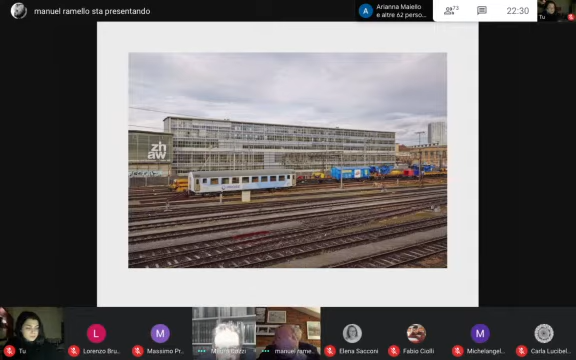 manuel ramello sta presentando
Arianna Maiello
e altre 62 perso...
73
22:30
Tu
zh
aw
Tu
Lorenzo Bru...
Massimo Pr...
manuel rame...
Elena Sacconi
Fabio Ciolli
Michelangel...
Carla Lucibel...
A
L
M
M